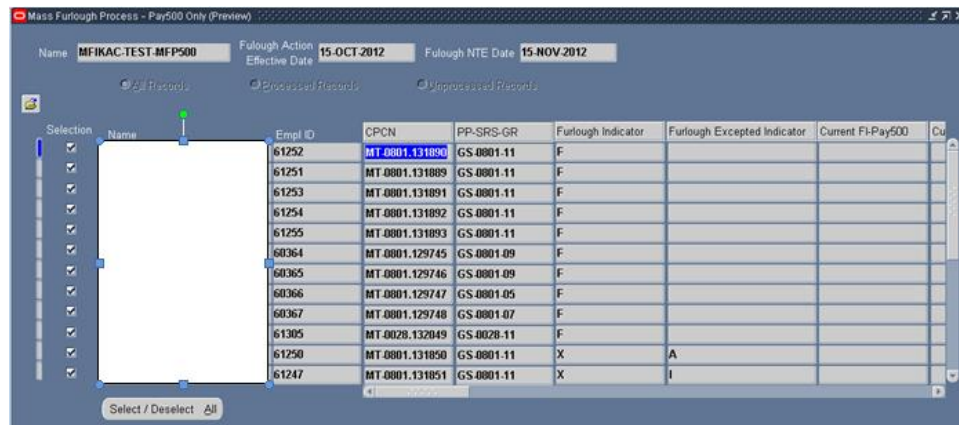 Mass Furlough Process - Pay500 Only (Preview)
Name MFIKAC-TEST-MFP500 Fulough Action Effective Date 15-OCT-2012 Fulough NTE Date 15-NOV-2012
All Records Processed Records Unprocessed Records
Selection Name Empl ID CPCN PP-SRS-GR Furlough Indicator Furlough Excepted Indicator Current FI-Pay500 Cu
61252 MT-0801.131890 GS-0801-11 F
61251 MT-0801.131889 GS-0801-11 F
61253 MT-0801.131891 GS-0801-11 F
61254 MT-0801.131892 GS-0801-11 F
61255 MT-0801.131893 GS-0801-11 F
60364 MT-0801.129745 GS-0801-09 F
60365 MT-0801.129746 GS-0801-09 F
60366 MT-0801.129747 GS-0801-05 F
60367 MT-0801.129748 GS-0801-07 F
61305 MT-0028.132049 GS-0028-11 F
61250 MT-0801.131850 GS-0801-11 X A
61247 MT-0801.131851 GS-0801-11 X I
Select / Deselect All